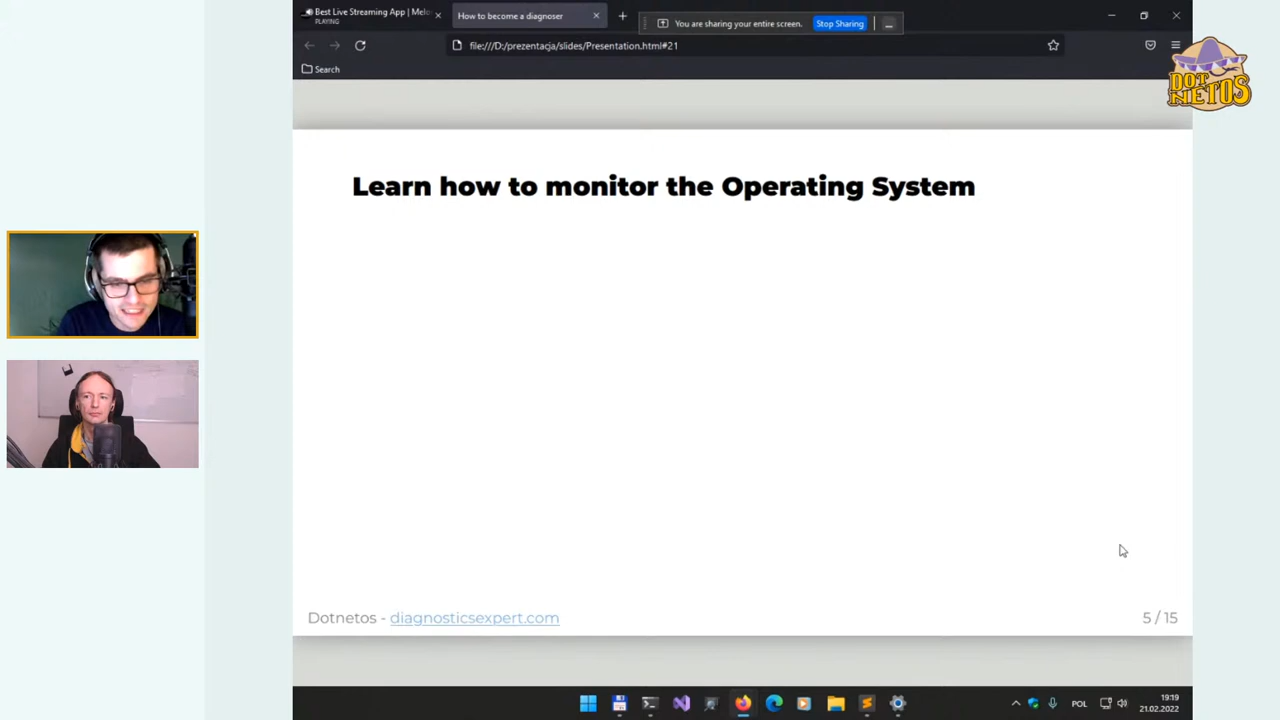 Best Live Streaming App | Melo
PLAYING
How to become a diagnoser
You are sharing your entire screen.
Stop Sharing
file:///D:/prezentacja/slides/Presentation.html#21
Search
DOT
NETOS
Learn how to monitor the Operating System
Dotnetos - diagnosticsexpert.com
5 / 15
POL
19:19
21.02.2022